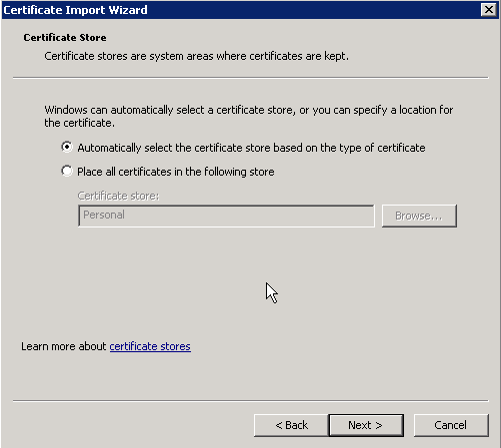 Certificate Import Wizard
Certificate Store
Certificate stores are system areas where certificates are kept.
Windows can automatically select a certificate store, or you can specify a location for
the certificate.
Automatically select the certificate store based on the type of certificate
Place all certificates in the following store
Certificate store:
Personal
Browse...
Learn more about certificate stores
< Back
Next >
Cancel